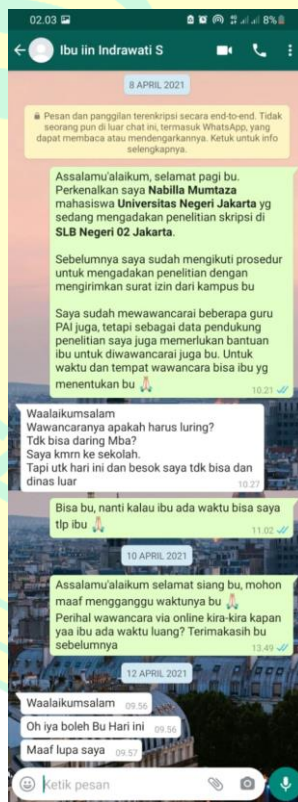 02.03
8%
Ibu iin Indrawati S
8 APRIL 2021
Pesan dan panggilan terenkripsi secara end-to-end. Tidak
seorang pun di luar chat ini, termasuk WhatsApp, yang
dapat membaca atau mendengarkannya. Ketuk untuk info
selengkapnya.
Assalamu'alaikum, selamat pagi bu.
Perkenalkan saya Nabilla Mumtaza
mahasiswa Universitas Negeri Jakarta yg
sedang mengadakan penelitian skripsi di
SLB Negeri 02 Jakarta.
Sebelumnya saya sudah mengikuti prosedur
untuk mengadakan penelitian dengan
mengirimkan surat izin dari kampus bu
Saya sudah mewawancarai beberapa guru
PAI juga, tetapi sebagai data pendukung
penelitian saya juga memerlukan bantuan
ibu untuk diwawancarai juga bu. Untuk
waktu dan tempat wawancara bisa ibu yg
menentukan bu 🙏
10.21
Waalaikumsalam
Wawancaranya apakah harus luring?
Tdk bisa daring Mba?
Saya kmrn ke sekolah.
Tapi utk hari ini dan besok saya tdk bisa dan
dinas luar
10.27
Bisa bu, nanti kalau ibu ada waktu bisa saya
tlp ibu 🙏
11.02
10 APRIL 2021
Assalamu'alaikum selamat siang bu, mohon
maaf mengganggu waktunya bu 🙏
Perihal wawancara via online kira-kira kapan
yaa ibu ada waktu luang? Terimakasih bu
sebelumnya
13.49
12 APRIL 2021
Waalaikumsalam 09.56
Oh iya boleh Bu Hari ini 09.56
Maaf lupa saya 09.57
Ketik pesan